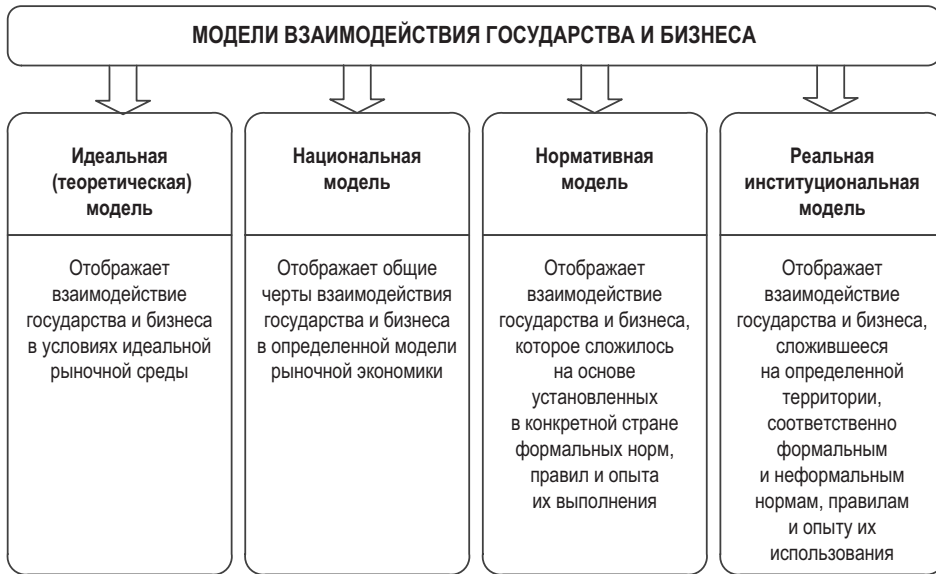 МОДЕЛИ ВЗАИМОДЕЙСТВИЯ ГОСУДАРСТВА И БИЗНЕСА
Идеальная
(теоретическая)
модель
Отображает
взаимодействие
государства и бизнеса
в условиях идеальной
рыночной среды
Национальная
модель
Отображает общие
черты взаимодействия
государства и бизнеса
в определенной модели
рыночной экономики
Нормативная
модель
Отображает
взаимодействие
государства и бизнеса,
которое сложилось
на основе
установленных
в конкретной стране
формальных норм,
правил и опыта
их выполнения
Реальная
институциональная
модель
Отображает
взаимодействие
государства и бизнеса,
сложившееся
на определенной
территории,
соответственно
формальным
и неформальным
нормам, правилам
и опыту их
использования